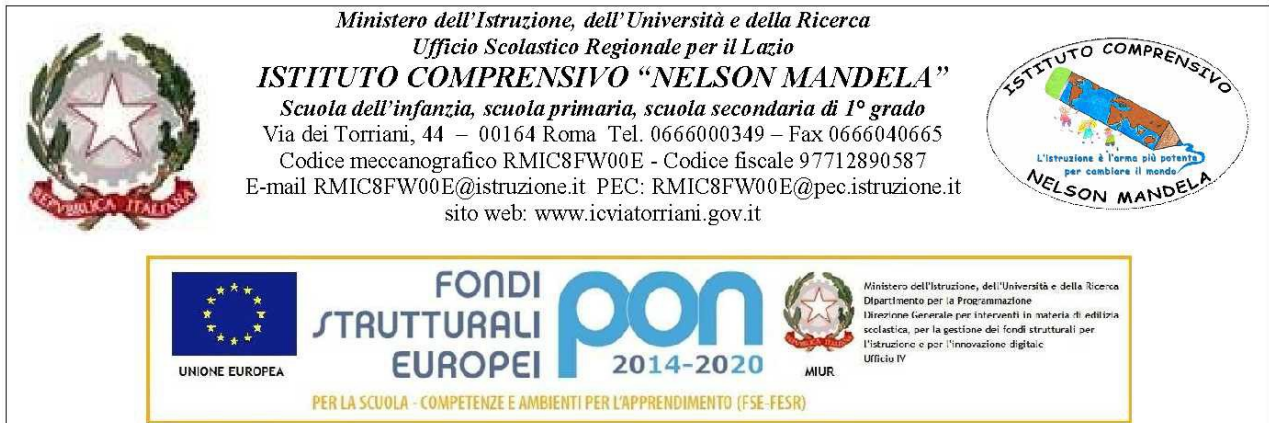 Ministero dell'Istruzione, dell'Università e della Ricerca
Ufficio Scolastico Regionale per il Lazio
ISTITUTO COMPRENSIVO "NELSON MANDELA"
Scuola dell'infanzia, scuola primaria, scuola secondaria di 1° grado
Via dei Torriani, 44 – 00164 Roma Tel. 0666000349 – Fax 0666040665
Codice meccanografico RMIC8FW00E - Codice fiscale 97712890587
E-mail RMIC8FW00E@istruzione.it PEC: RMIC8FW00E@pec.istruzione.it
sito web: www.icviatorriani.gov.it
REPVBBLICA ITALIANA
ISTITUTO COMPRENSIVO
L'istruzione è l'arma più potente
per cambiare il mondo
NELSON MANDELA
UNIONE EUROPEA
FONDI
STRUTTURALI
EUROPEI
pon
2014-2020
MIUR
Ministero dell'Istruzione, dell'Università e della Ricerca
Dipartimento per la Programmazione
Direzione Generale per interventi in materia di edilizia
scolastica, per la gestione dei fondi strutturali per
l'istruzione e per l'innovazione digitale
Ufficio IV
PER LA SCUOLA - COMPETENZE E AMBIENTI PER L'APPRENDIMENTO (FSE-FESR)